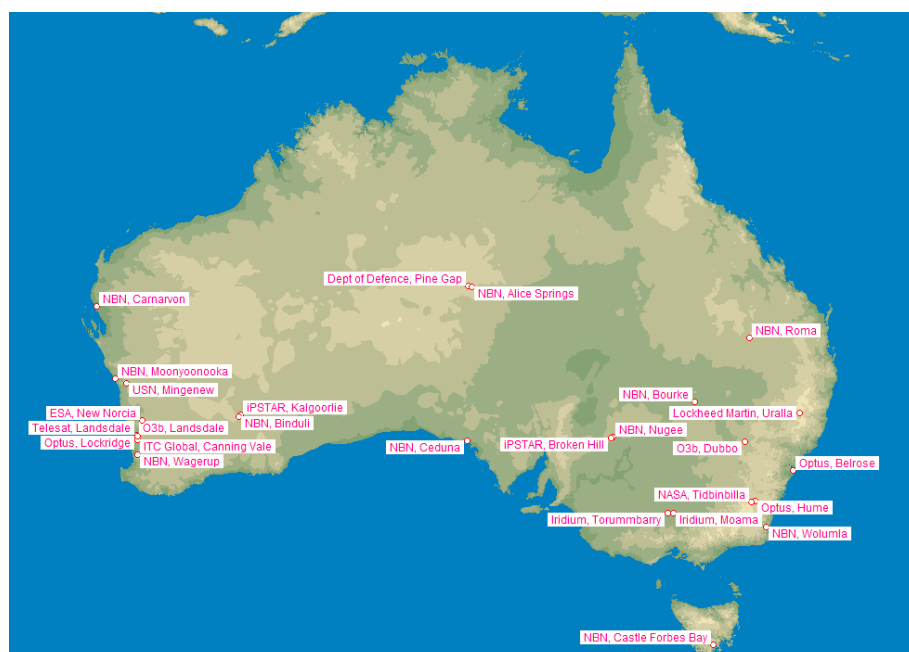 Dept of Defence, Pine Gap
NBN, Alice Springs
NBN, Carnarvon
NBN, Roma
NBN, Moonyoonooka
USN, Mingenew
NBN, Bourke
iPSTAR, Kalgoorlie
ESA, New Norcia
Lockheed Martin, Uralla
NBN, Binduli
Telesat, Landsdale
O3b, Landsdale
NBN, Nugee
Optus, Lockridge
ITC Global, Canning Vale
NBN, Ceduna
iPSTAR, Broken Hill
O3b, Dubbo
NBN, Wagerup
Optus, Belrose
NASA, Tidbinbilla
Optus, Hume
Iridium, Torummbarry
Iridium, Moama
NBN, Wolumla
NBN, Castle Forbes Bay